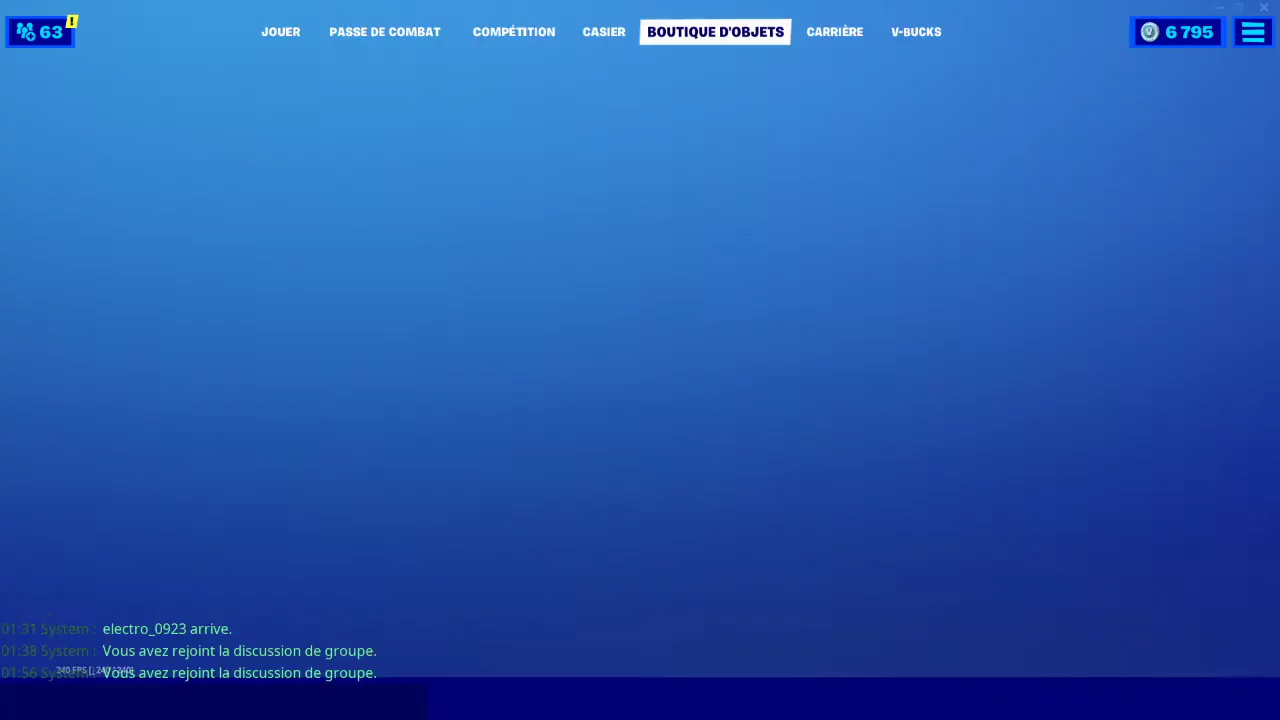 63 !
JOUER PASSE DE COMBAT COMPÉTITION CASIER BOUTIQUE D'OBJETS CARRIÈRE V-BUCKS
6 795
01:31 System : electro_0923 arrive.
01:38 System : Vous avez rejoint la discussion de groupe.
240 FPS
01:56 System : Vous avez rejoint la discussion de groupe.